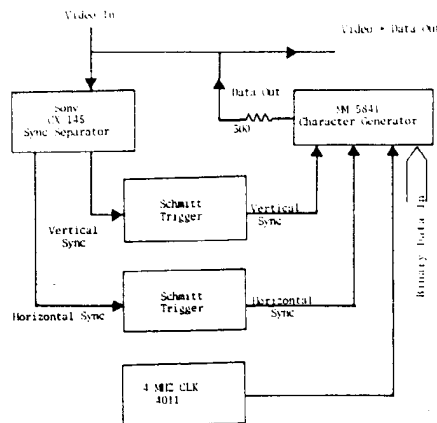 Video In
Video + Data Out
Sony
CX 145
Sync Separator
Data Out
500
MM 5841
Character Generator
Schmitt
Trigger
Vertical
Sync
Vertical
Sync
Binary Data In
Schmitt
Trigger
Horizontal Sync
Horizontal
Sync
4 MHZ CLK
4011